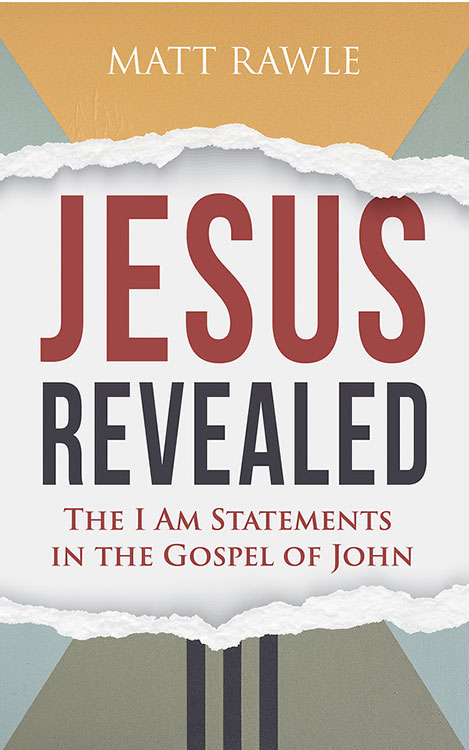 MATT RAWLE
JESUS
REVEALED
THE I AM STATEMENTS
IN THE GOSPEL OF JOHN